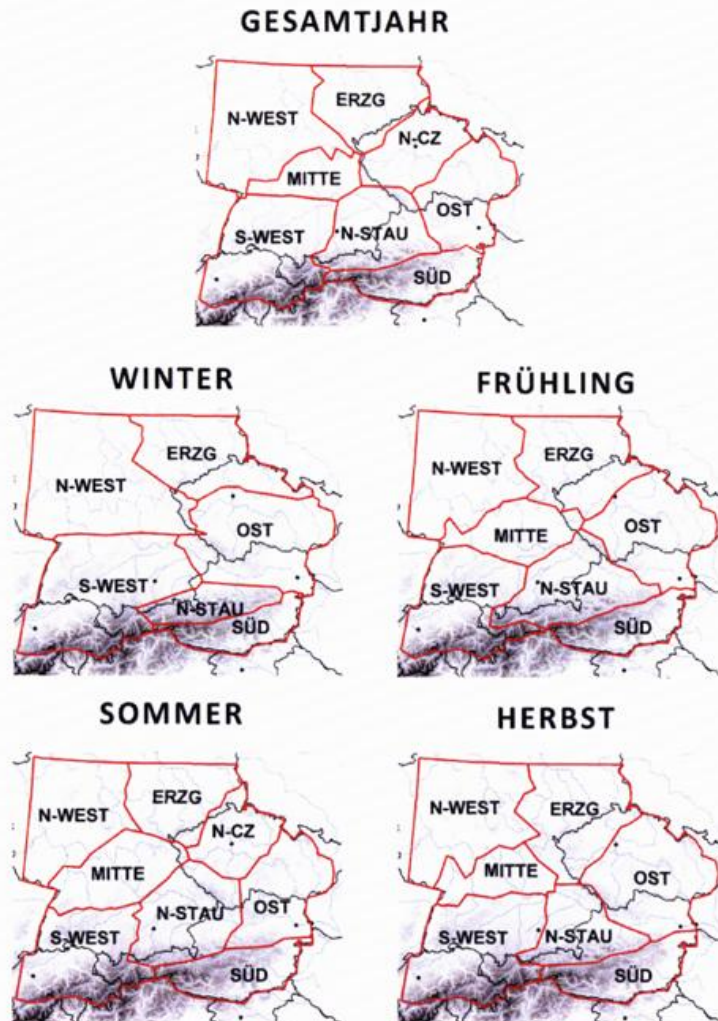 GESAMTJAHR
N-WEST
ERZG
N-CZ
MITTE
OST
S-WEST
N-STAU
SÜD
WINTER
ERZG
N-WEST
OST
S-WEST
N-STAU
SÜD
FRÜHLING
N-WEST
ERZG
MITTE
OST
S-WEST
N-STAU
SÜD
SOMMER
ERZG
N-WEST
N-CZ
MITTE
N-STAU
OST
S-WEST
SÜD
HERBST
N-WEST
ERZG
MITTE
OST
S-WEST
N-STAU
SÜD